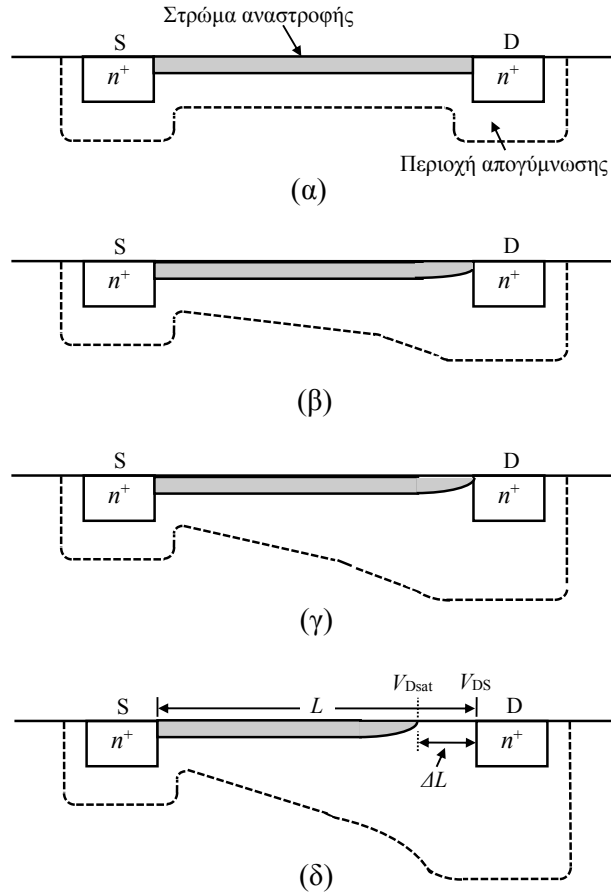 Στρώμα αναστροφής
S D
n+ n+
Περιοχή απογύμνωσης
(α)
S D
n+ n+
(β)
S D
n+ n+
(γ)
VDsat VDS
S L D
n+ n+
ΔL
(δ)